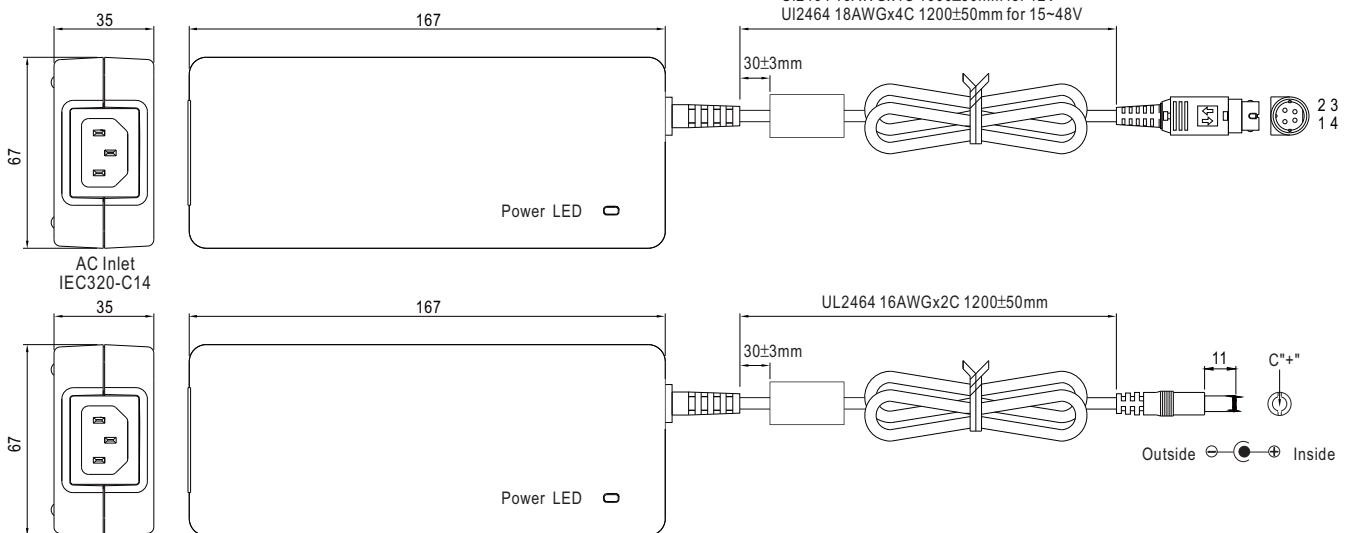 35
167
Ul2464 18AWGx4C 1200±50mm for 15~48V
30±3mm
2 3
1 4
67
Power LED
AC Inlet
IEC320-C14
35
167
UL2464 16AWGx2C 1200±50mm
30±3mm
11
C"+"
67
Outside
Inside
Power LED